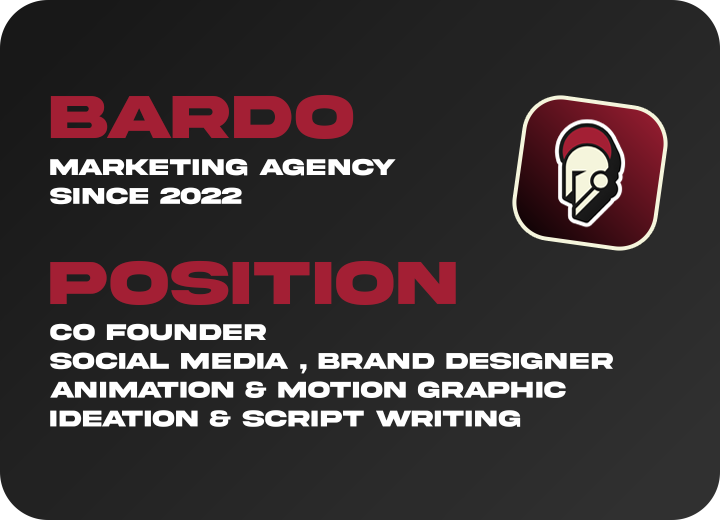 BARDO
MARKETING AGENCY
SINCE 2022
POSITION
CO FOUNDER
SOCIAL MEDIA , BRAND DESIGNER
ANIMATION & MOTION GRAPHIC
IDEATION & SCRIPT WRITING